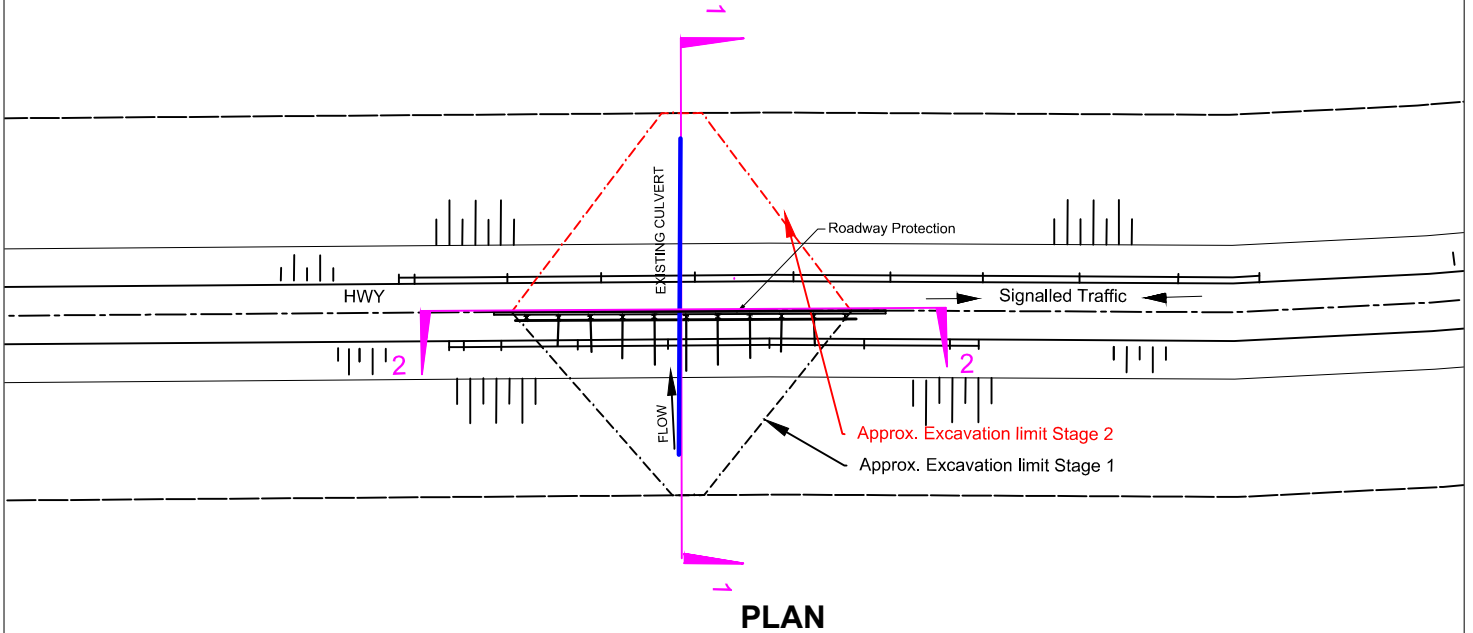 1
EXISTING CULVERT
Roadway Protection
HWY
Signalled Traffic
2
2
FLOW
Approx. Excavation limit Stage 2
Approx. Excavation limit Stage 1
1
PLAN